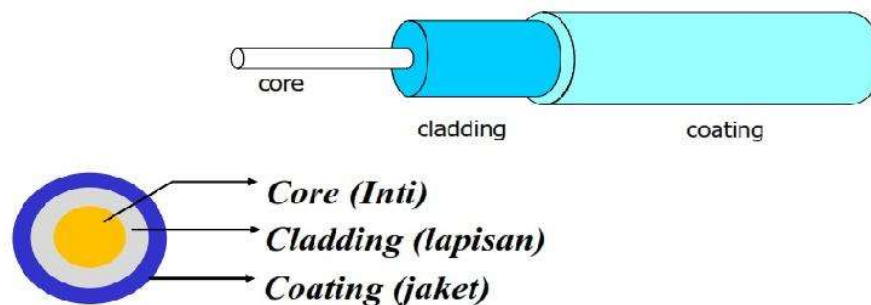 core
cladding
coating
Core (Inti)
Cladding (lapisan)
Coating (jaket)